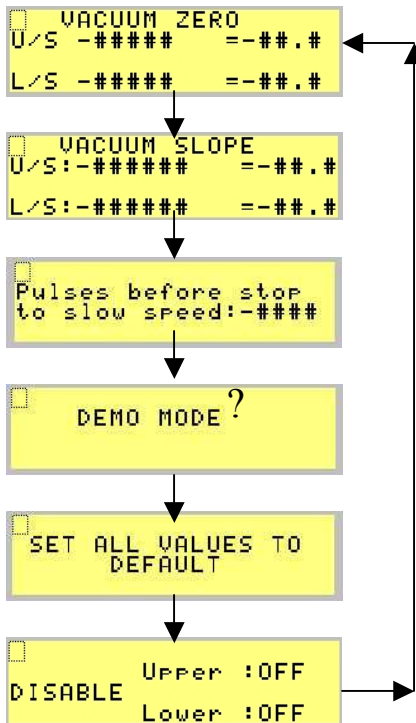 VACUUM ZERO
U/S -##### =-##.#
L/S -##### =-##.#
VACUUM SLOPE
U/S:-###### =-##.#
L/S:-###### =-##.#
Pulses before stop
to slow speed:-####
DEMO MODE ?
SET ALL VALUES TO
DEFAULT
Upper :OFF
DISABLE
Lower :OFF